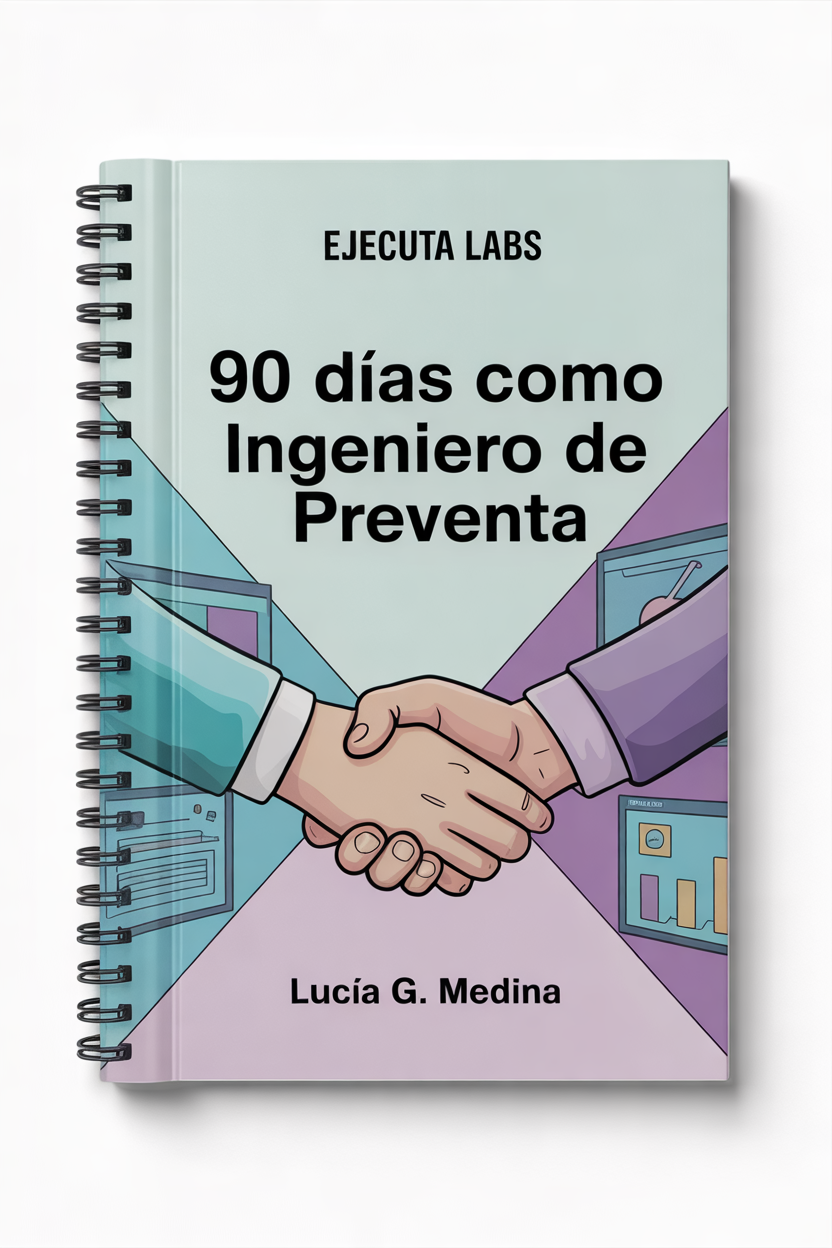 EJECUTA LABS
90 días como
Ingeniero de
Preventa
Lucía G. Medina